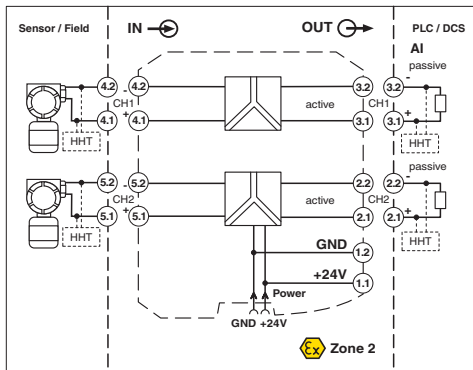 Sensor / Field IN OUT PLC / DCS
AI
passive
4.2 - 4.2 3.2 3.2 -
CH1 CH1
4.1 + 4.1 active 3.1 3.1 +
HHT HHT
passive
5.2 - 5.2 2.2 2.2 -
CH2 CH2
5.1 + 5.1 active 2.1 2.1 +
HHT HHT
GND 1.2
+24V 1.1
Power
GND +24V
Ex Zone 2